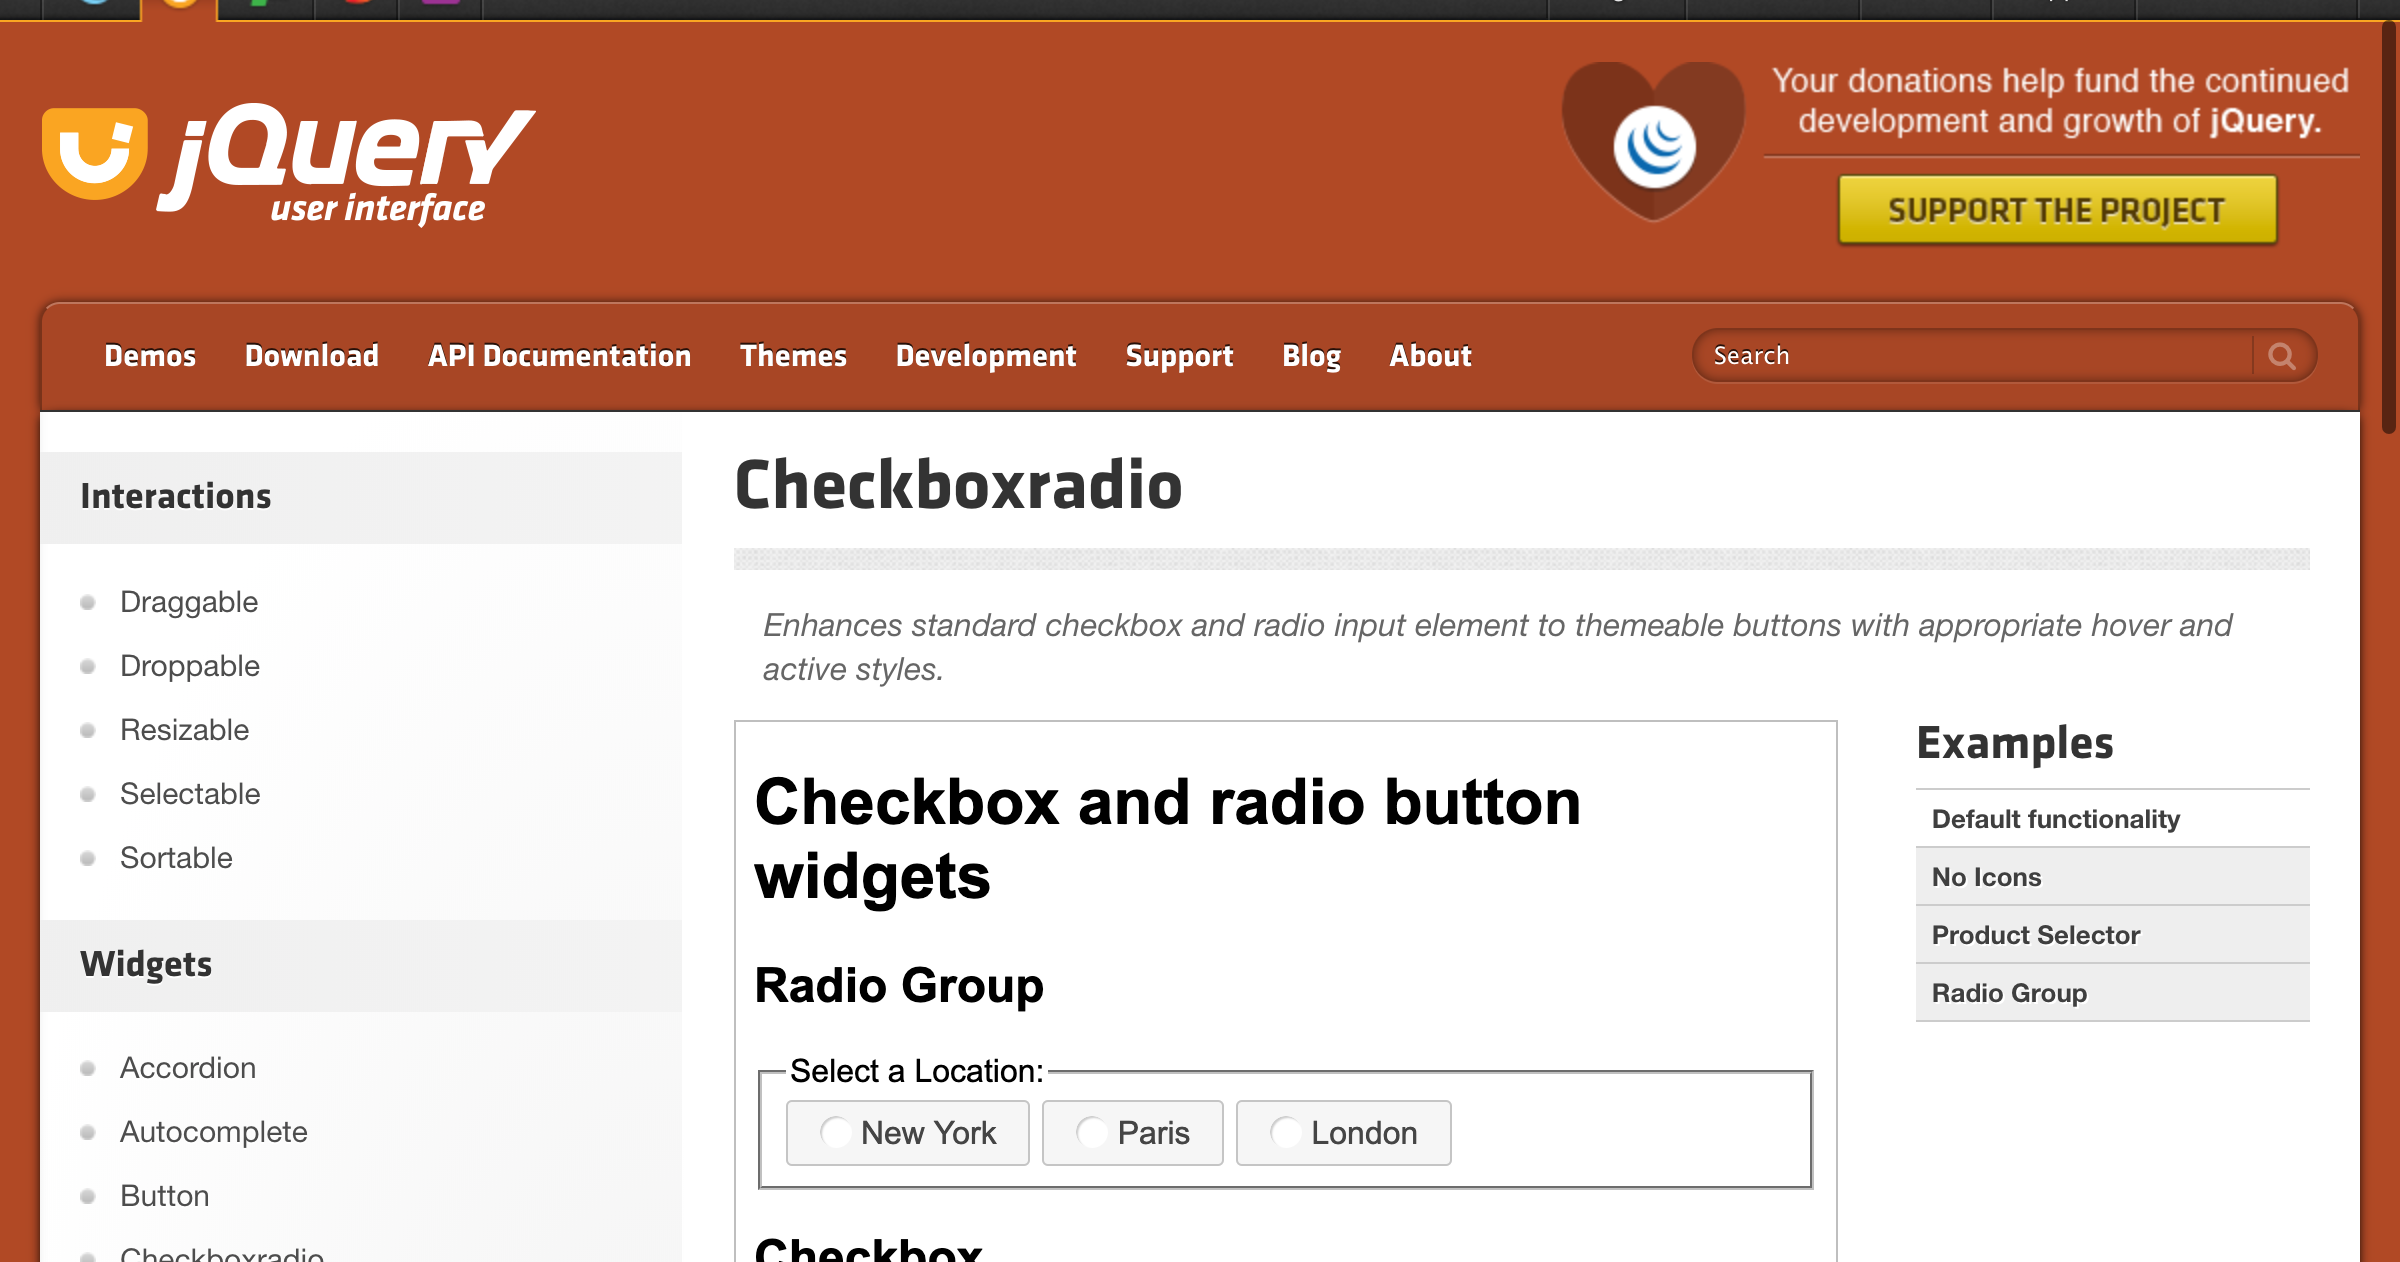 jQuery
user interface
Your donations help fund the continued
development and growth of jQuery.
SUPPORT THE PROJECT
Demos Download API Documentation Themes Development Support Blog About Search
Interactions
Draggable
Droppable
Resizable
Selectable
Sortable
Widgets
Accordion
Autocomplete
Button
Checkboxradio
Checkboxradio
Enhances standard checkbox and radio input element to themeable buttons with appropriate hover and
active styles.
Checkbox and radio button
widgets
Radio Group
Select a Location:
New York Paris London
Checkbox
Examples
Default functionality
No Icons
Product Selector
Radio Group